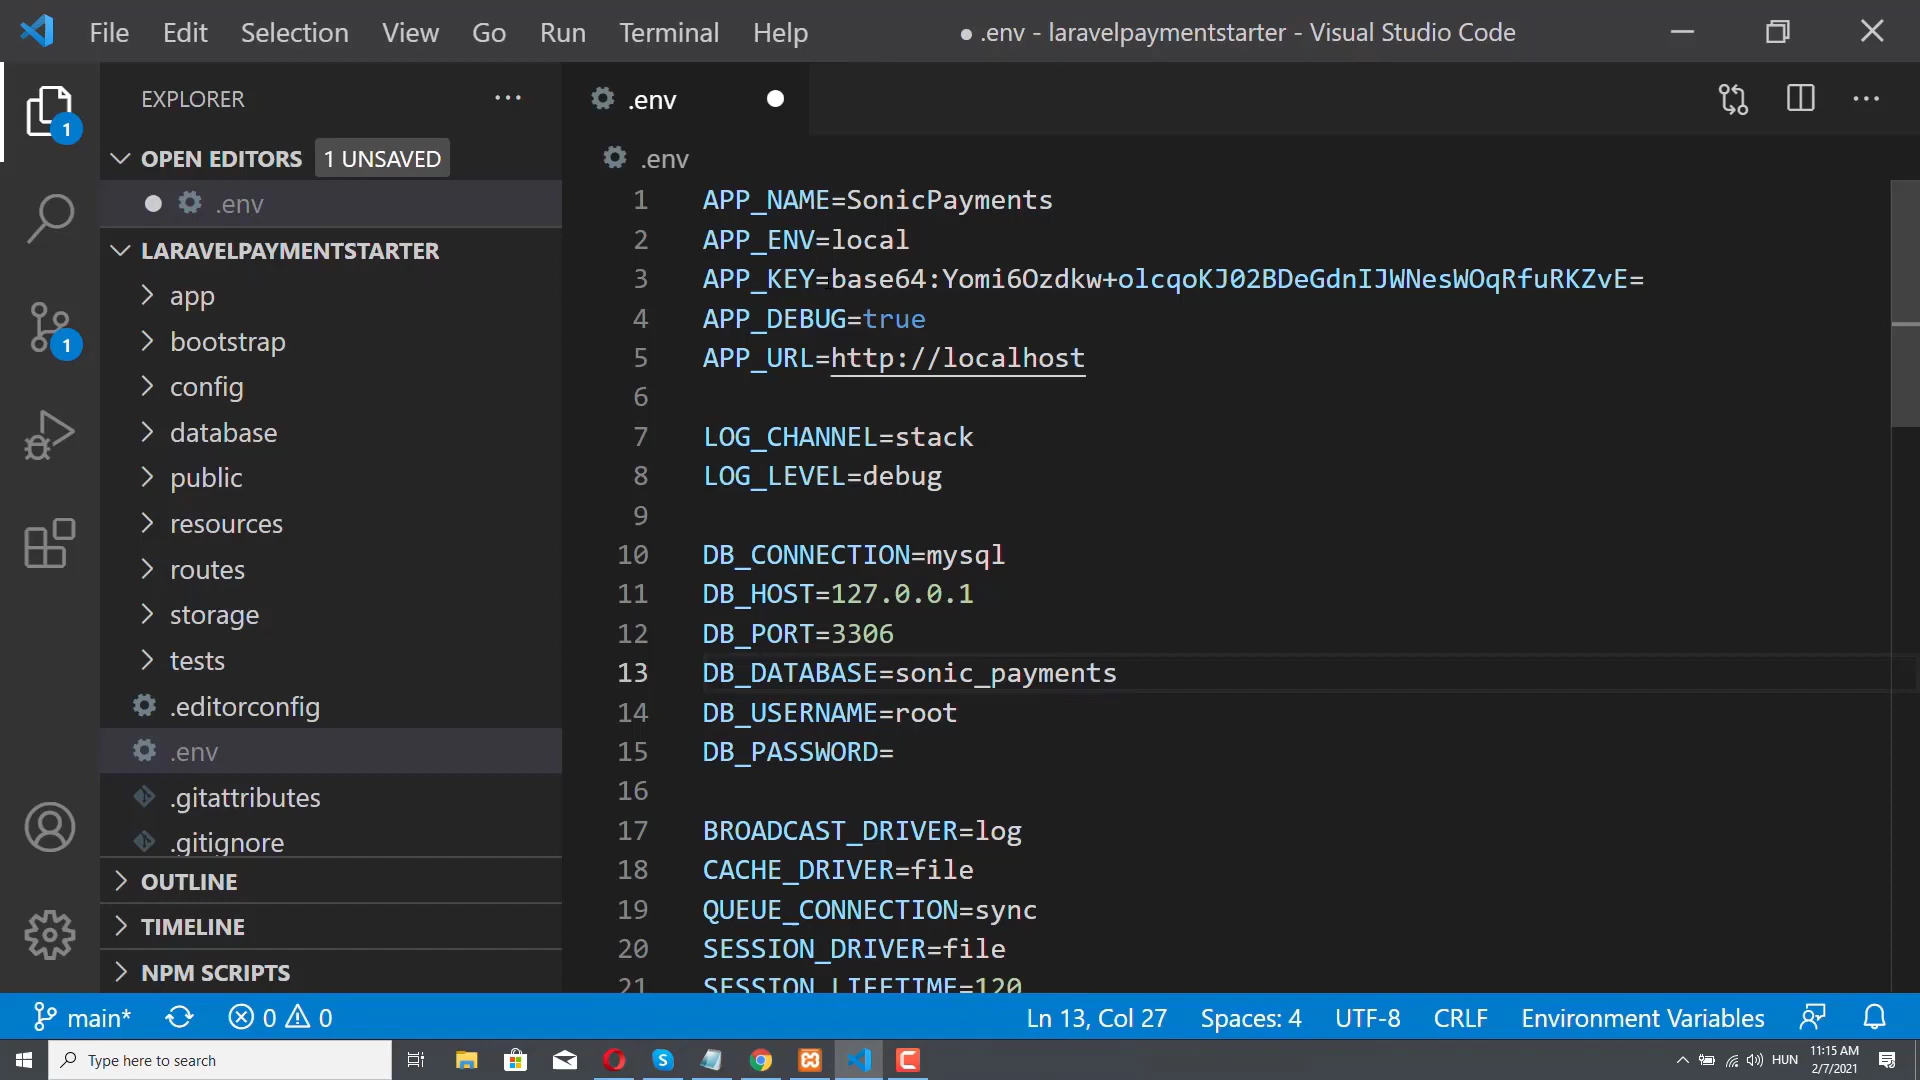 File Edit Selection View Go Run Terminal Help
● .env - laravelpaymentstarter - Visual Studio Code
EXPLORER
OPEN EDITORS 1 UNSAVED
.env
LARAVELPAYMENTSTARTER
app
bootstrap
config
database
public
resources
routes
storage
tests
.editorconfig
.env
.gitattributes
.gitignore
OUTLINE
TIMELINE
NPM SCRIPTS
1
1
.env
.env
1 APP_NAME=SonicPayments
2 APP_ENV=local
3 APP_KEY=base64:Yomi6Ozdkw+olcqoKJ02BDeGdnIJWNesWOqRfuRKZvE=
4 APP_DEBUG=true
5 APP_URL=http://localhost
6
7 LOG_CHANNEL=stack
8 LOG_LEVEL=debug
9
10 DB_CONNECTION=mysql
11 DB_HOST=127.0.0.1
12 DB_PORT=3306
13 DB_DATABASE=sonic_payments
14 DB_USERNAME=root
15 DB_PASSWORD=
16
17 BROADCAST_DRIVER=log
18 CACHE_DRIVER=file
19 QUEUE_CONNECTION=sync
20 SESSION_DRIVER=file
21 SESSION_LIFETIME=120
main* 0 0 Ln 13, Col 27 Spaces: 4 UTF-8 CRLF Environment Variables
Type here to search
HUN
11:15 AM
2/7/2021